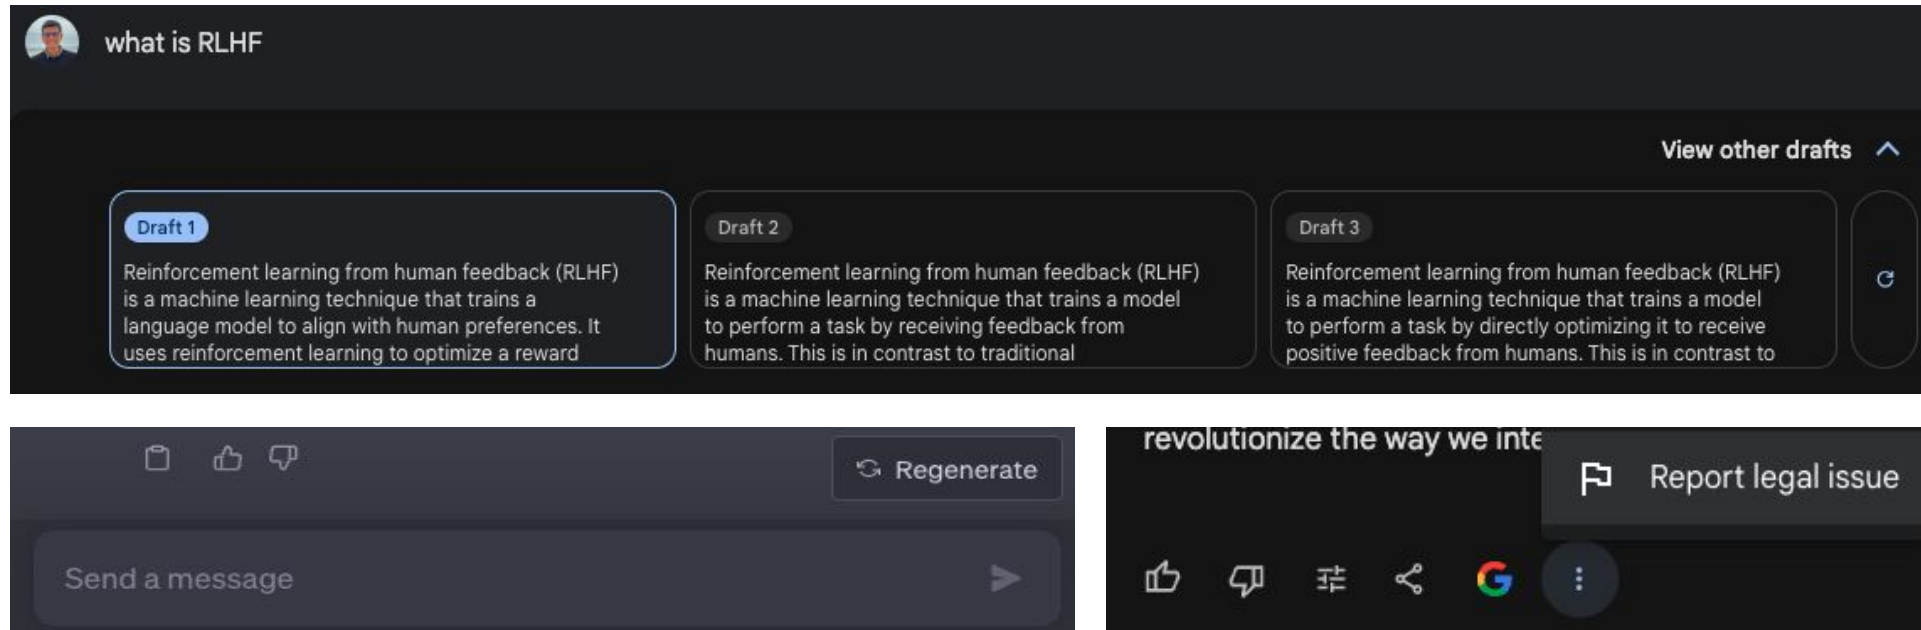 what is RLHF
View other drafts
Draft 1
Reinforcement learning from human feedback (RLHF)
is a machine learning technique that trains a
language model to align with human preferences. It
uses reinforcement learning to optimize a reward
Draft 2
Reinforcement learning from human feedback (RLHF)
is a machine learning technique that trains a model
to perform a task by receiving feedback from
humans. This is in contrast to traditional
Draft 3
Reinforcement learning from human feedback (RLHF)
is a machine learning technique that trains a model
to perform a task by directly optimizing it to receive
positive feedback from humans. This is in contrast to
Regenerate
Send a message
revolutionize the way we inte
Report legal issue